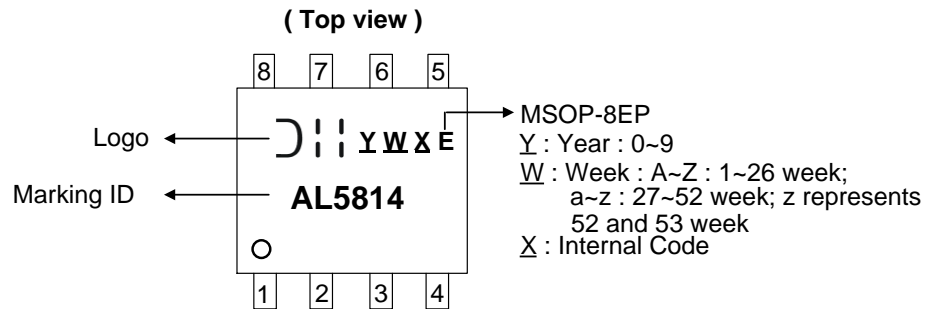 ( Top view )
8 7 6 5
Logo
Y W X E
MSOP-8EP
Y : Year : 0~9
W : Week : A~Z : 1~26 week;
a~z : 27~52 week; z represents
52 and 53 week
X : Internal Code
Marking ID
AL5814
1 2 3 4